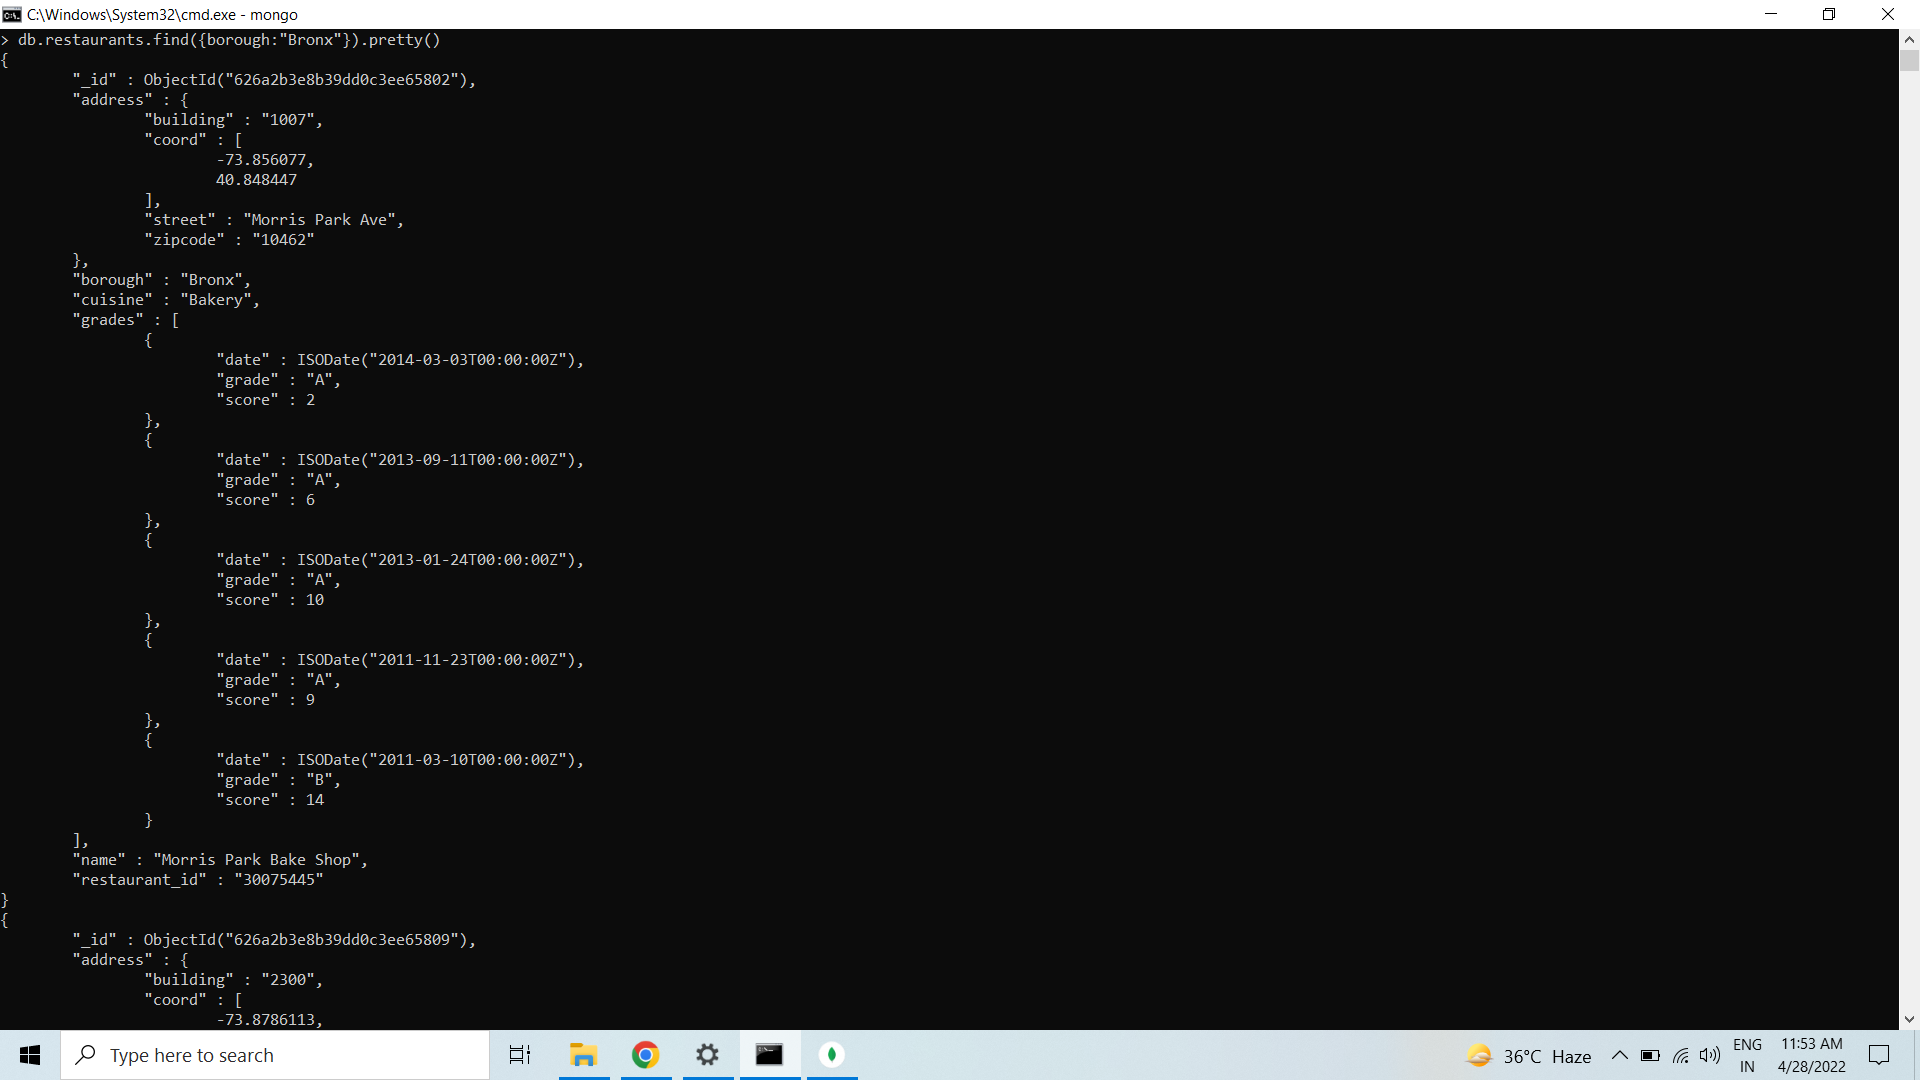 C:\Windows\System32\cmd.exe - mongo
> db.restaurants.find({borough:"Bronx"}).pretty()
{
        "_id" : ObjectId("626a2b3e8b39dd0c3ee65802"),
        "address" : {
                "building" : "1007",
                "coord" : [
                        -73.856077,
                        40.848447
                ],
                "street" : "Morris Park Ave",
                "zipcode" : "10462"
        },
        "borough" : "Bronx",
        "cuisine" : "Bakery",
        "grades" : [
                {
                        "date" : ISODate("2014-03-03T00:00:00Z"),
                        "grade" : "A",
                        "score" : 2
                },
                {
                        "date" : ISODate("2013-09-11T00:00:00Z"),
                        "grade" : "A",
                        "score" : 6
                },
                {
                        "date" : ISODate("2013-01-24T00:00:00Z"),
                        "grade" : "A",
                        "score" : 10
                },
                {
                        "date" : ISODate("2011-11-23T00:00:00Z"),
                        "grade" : "A",
                        "score" : 9
                },
                {
                        "date" : ISODate("2011-03-10T00:00:00Z"),
                        "grade" : "B",
                        "score" : 14
                }
        ],
        "name" : "Morris Park Bake Shop",
        "restaurant_id" : "30075445"
}
{
        "_id" : ObjectId("626a2b3e8b39dd0c3ee65809"),
        "address" : {
                "building" : "2300",
                "coord" : [
                        -73.8786113,
Type here to search
36°C Haze
ENG
IN
11:53 AM
4/28/2022